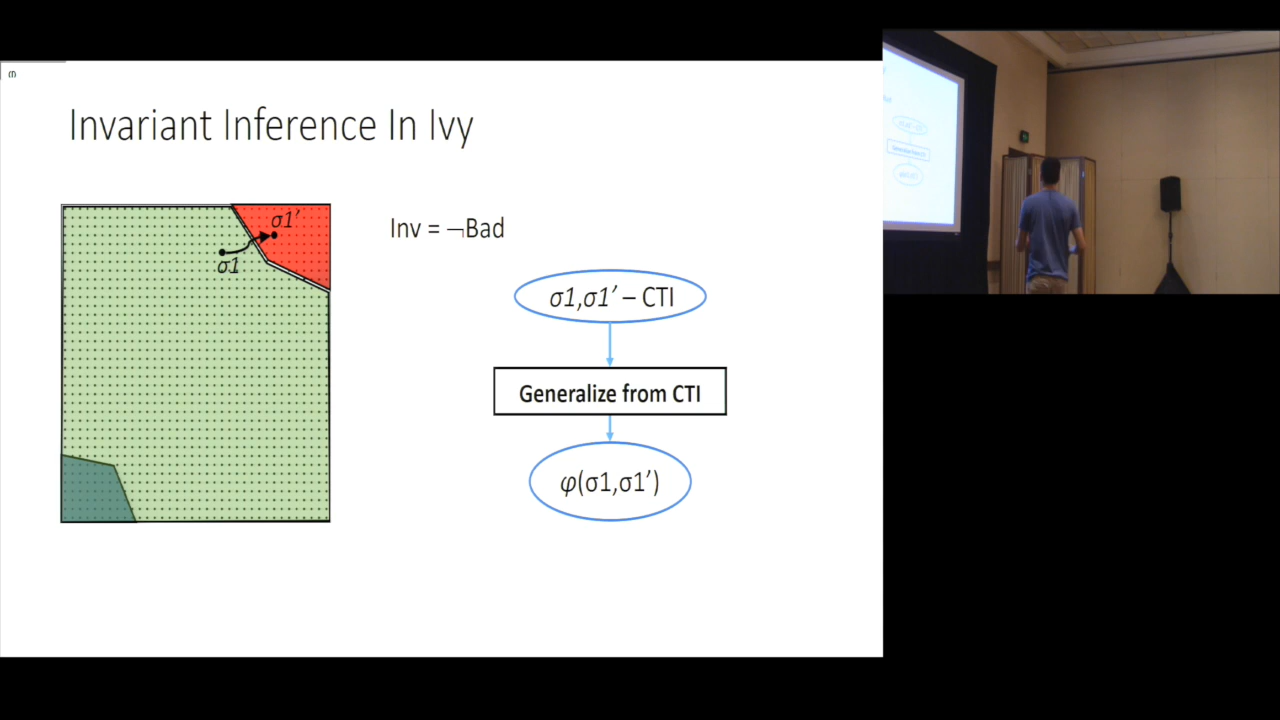 Invariant Inference In Ivy
σ1′
σ1
Inv = ¬Bad
σ1,σ1′ – CTI
Generalize from CTI
φ(σ1,σ1′)